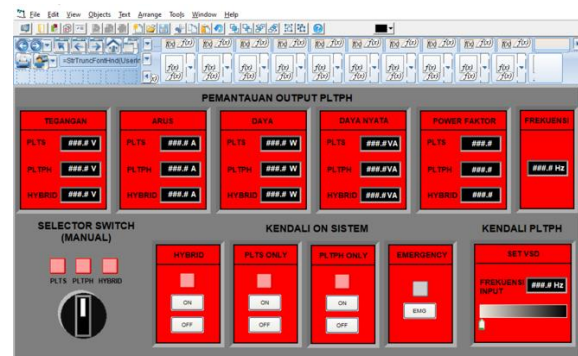 File Edit View Objects Text Arrange Tools Window Help
=StrTruncFontHnd(UserIn
PEMANTAUAN OUTPUT PLTPH
TEGANGAN ARUS DAYA DAYA NYATA POWER FAKTOR FREKUENSI
PLTS ###.# V PLTS ###.# A PLTS ###.# W PLTS ###.#VA PLTS ###.#
PLTPH ###.# V PLTPH ###.# A PLTPH ###.# W PLTPH ###.#VA PLTPH ###.# ###.# Hz
HYBRID ###.# V HYBRID ###.# A HYBRID ###.# W HYBRID ###.#VA HYBRID ###.#
SELECTOR SWITCH
(MANUAL)
KENDALI ON SISTEM
KENDALI PLTPH
HYBRID PLTS ONLY PLTPH ONLY EMERGENCY SET VSD
PLTS PLTPH HYBRID
FREKUENSI
INPUT ###.# Hz
ON ON ON EMG
OFF OFF OFF